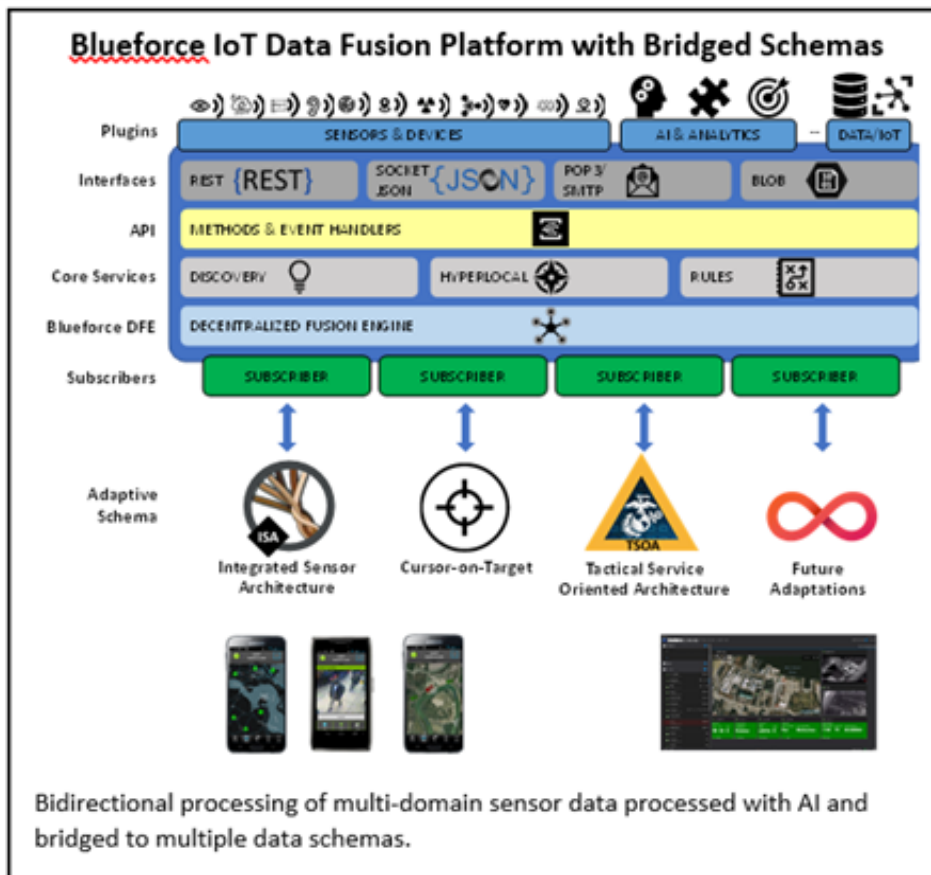 Blueforce IoT Data Fusion Platform with Bridged Schemas
Plugins
SENSORS & DEVICES
AI & ANALYTICS
...
DATA/IoT
Interfaces
REST {REST}
SOCKET JSON {JSON}
POP 3/ SMTP
BLOB
API
METHODS & EVENT HANDLERS
Core Services
DISCOVERY
HYPERLOCAL
RULES
Blueforce DFE
DECENTRALIZED FUSION ENGINE
Subscribers
SUBSCRIBER
SUBSCRIBER
SUBSCRIBER
SUBSCRIBER
Adaptive
Schema
ISA
TSOA
Integrated Sensor
Architecture
Cursor-on-Target
Tactical Service
Oriented Architecture
Future
Adaptations
Bidirectional processing of multi-domain sensor data processed with AI and
bridged to multiple data schemas.